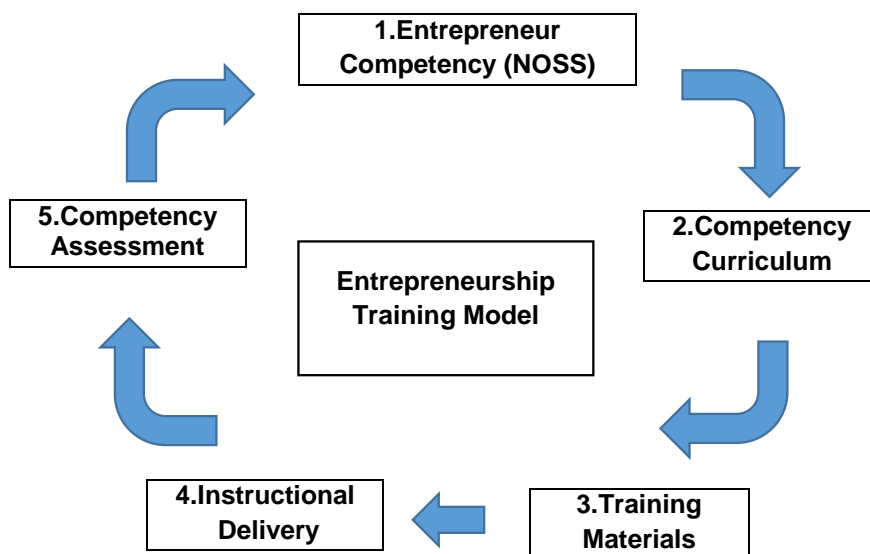 1.Entrepreneur
Competency (NOSS)
2.Competency
Curriculum
3.Training
Materials
4.Instructional
Delivery
5.Competency
Assessment
Entrepreneurship
Training Model